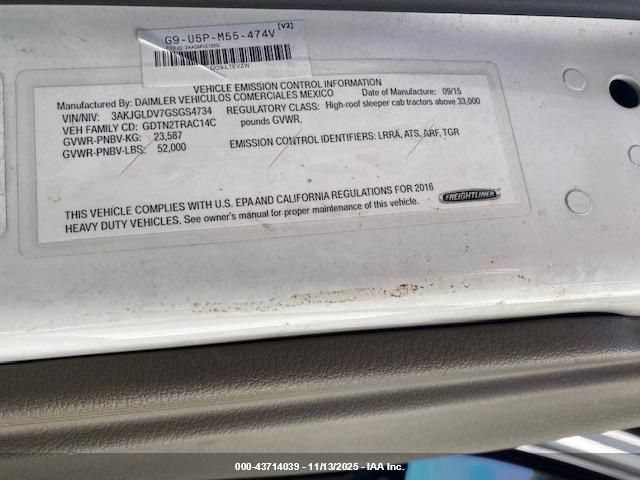 G9-U5P-M55-474V [V2]
VEHICLE EMISSION CONTROL INFORMATION
Manufactured By: DAIMLER VEHICULOS COMERCIALES MEXICO Date of Manufacture: 09/15
VIN/NIV: 3AKJGLDV7GSGS4734 REGULATORY CLASS: High-roof sleeper cab tractors above 33,000
VEH FAMILY CD: GDTN2TRAC14C pounds GVWR.
GVWR-PNBV-KG: 23,587
GVWR-PNBV-LBS: 52,000 EMISSION CONTROL IDENTIFIERS: LRRA, ATS, ARF, TGR
THIS VEHICLE COMPLIES WITH U.S. EPA AND CALIFORNIA REGULATIONS FOR 2016
HEAVY DUTY VEHICLES. See owner's manual for proper maintenance of this vehicle.
FREIGHTLINER
000-43714039 - 11/13/2025 - IAA Inc.